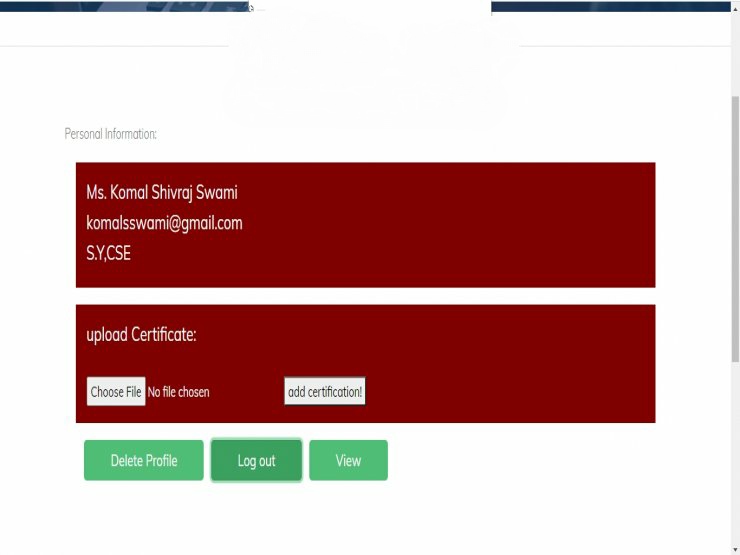 Personal Information:
Ms. Komal Shivraj Swami
komalsswami@gmail.com
S.Y,CSE
upload Certificate:
Choose File No file chosen add certification!
Delete Profile Log out View